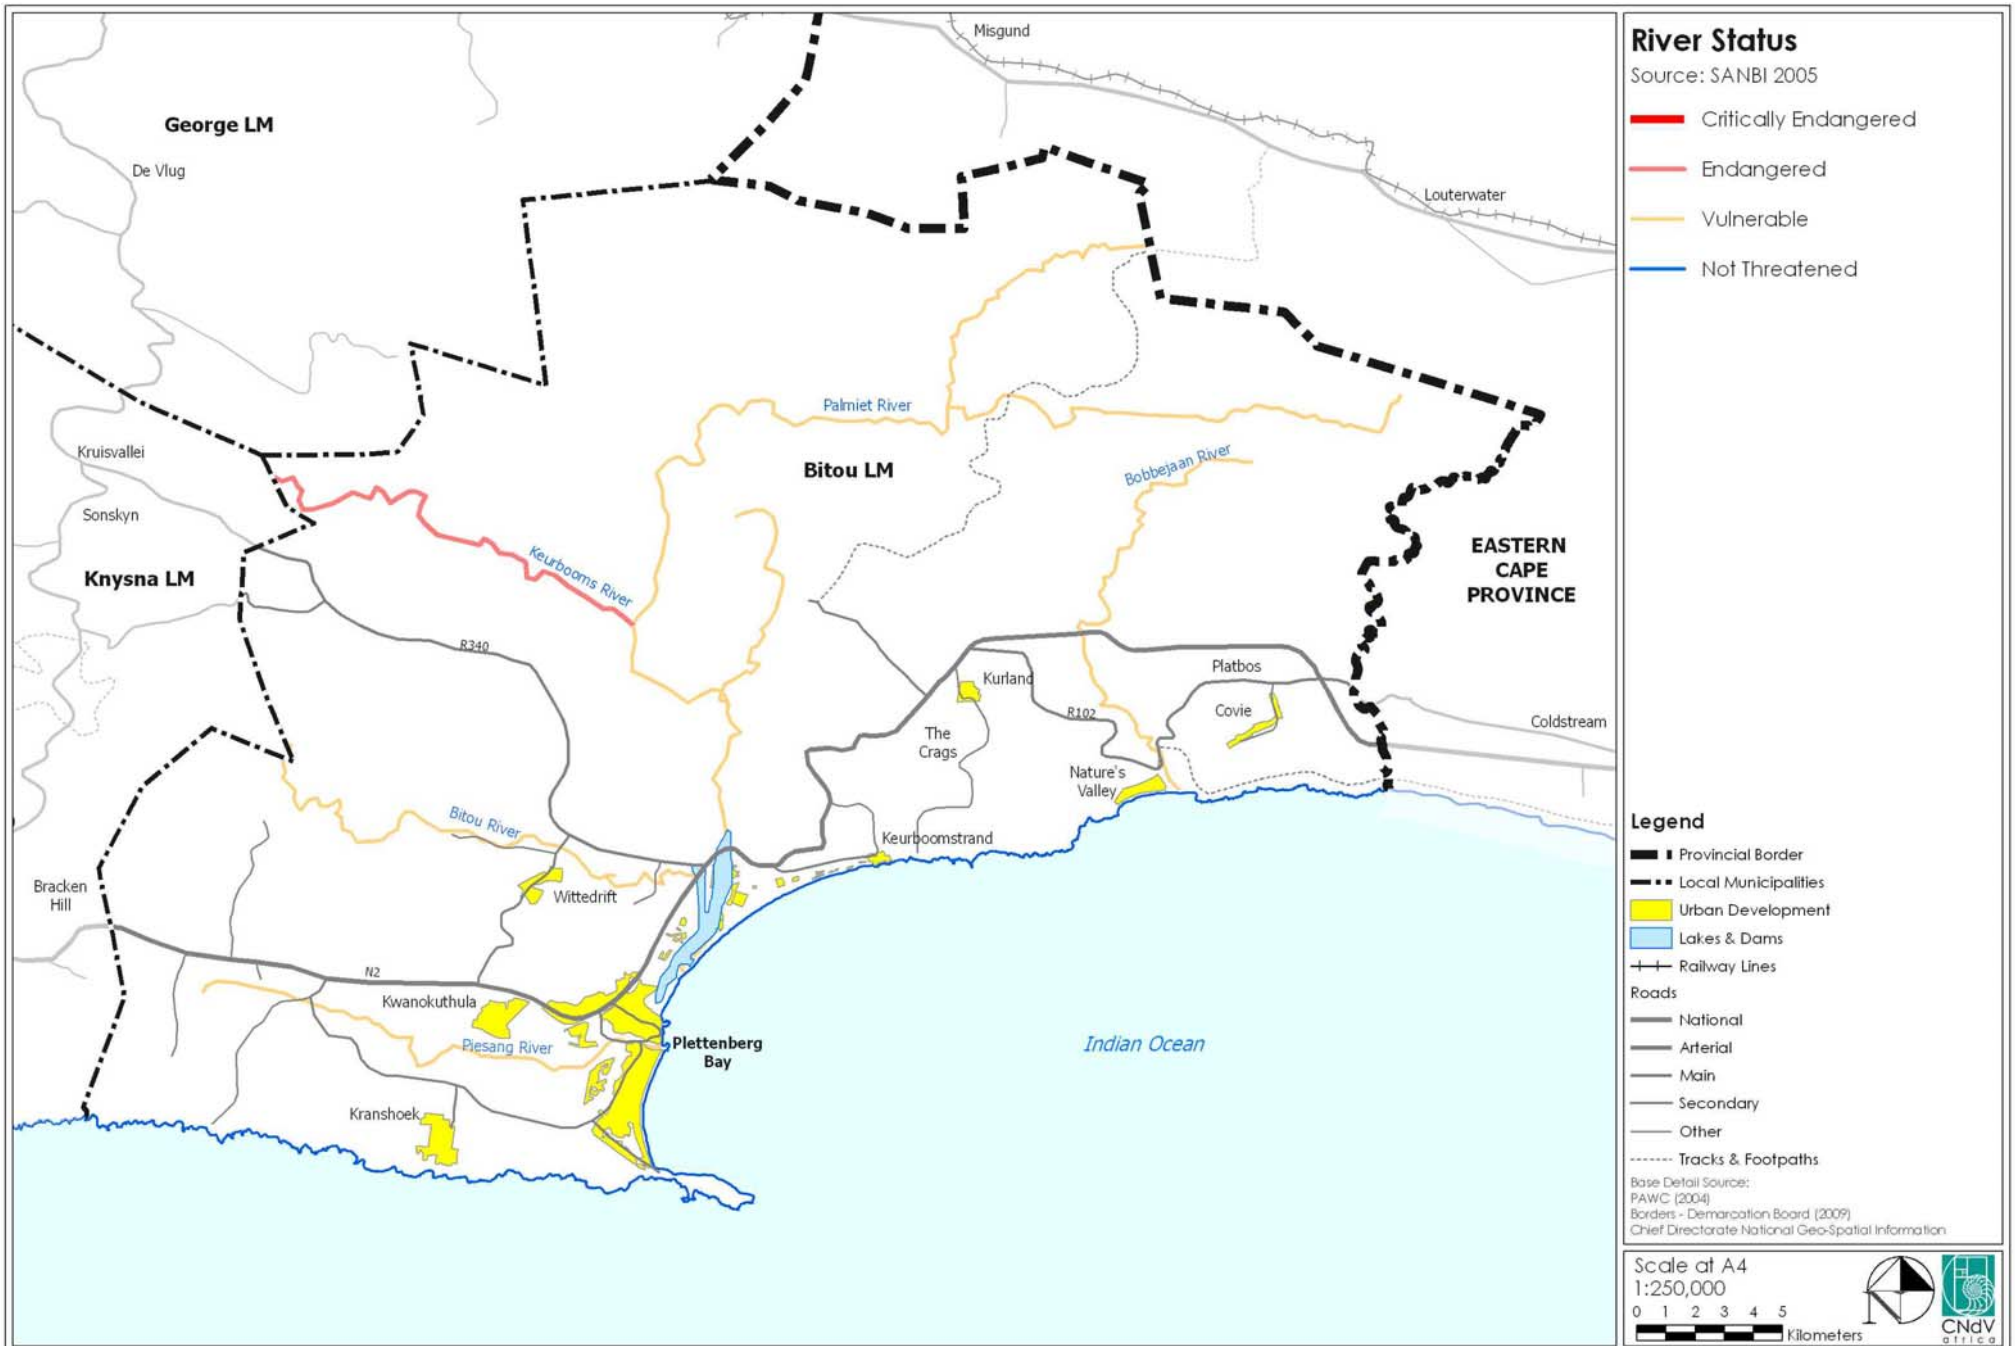 Misgund
George LM
De Vlug
Louterwater
Palmiet River
Kruisvallei
Bitou LM
Bobbejaan River
Sonskyn
Keurbooms River
Knysna LM
EASTERN
CAPE
PROVINCE
R340
Platbos
Kurland
R102
Covie
Coldstream
The
Crags
Nature's
Valley
Bitou River
Keurboomstrand
Bracken
Hill
Wittedrift
N2
Kwanokuthula
Piesang River
Plettenberg
Bay
Indian Ocean
Kranshoek
River Status
Source: SANBI 2005
Critically Endangered
Endangered
Vulnerable
Not Threatened
Legend
Provincial Border
Local Municipalities
Urban Development
Lakes & Dams
Railway Lines
Roads
National
Arterial
Main
Secondary
Other
Tracks & Footpaths
Base Detail Source:
PAWC (2004)
Borders - Demarcation Board (2009)
Chief Directorate National Geo-Spatial Information
Scale at A4
1:250,000
0 1 2 3 4 5
Kilometers
N
CNdV
africa